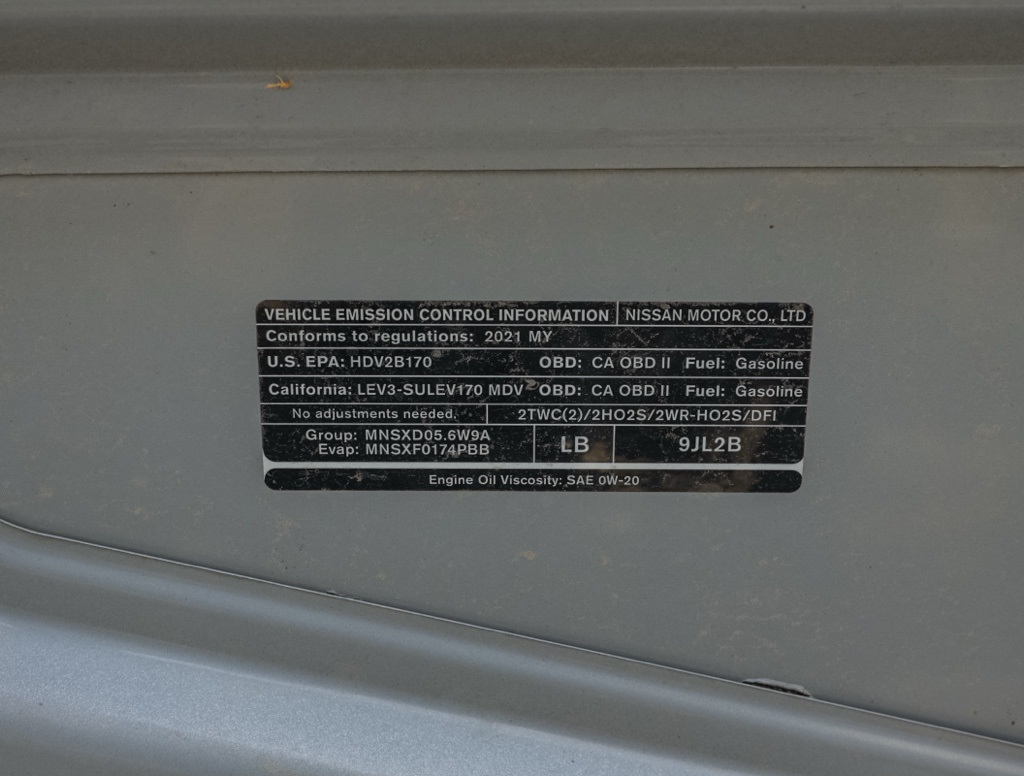 VEHICLE EMISSION CONTROL INFORMATION NISSAN MOTOR CO., LTD
Conforms to regulations: 2021 MY
U.S. EPA: HDV2B170 OBD: CA OBD II Fuel: Gasoline
California: LEV3-SULEV170 MDV OBD: CA OBD II Fuel: Gasoline
No adjustments needed. 2TWC(2)/2HO2S/2WR-HO2S/DFI
Group: MNSXD05.6W9A
Evap: MNSXF0174PBB
LB
9JL2B
Engine Oil Viscosity: SAE 0W-20